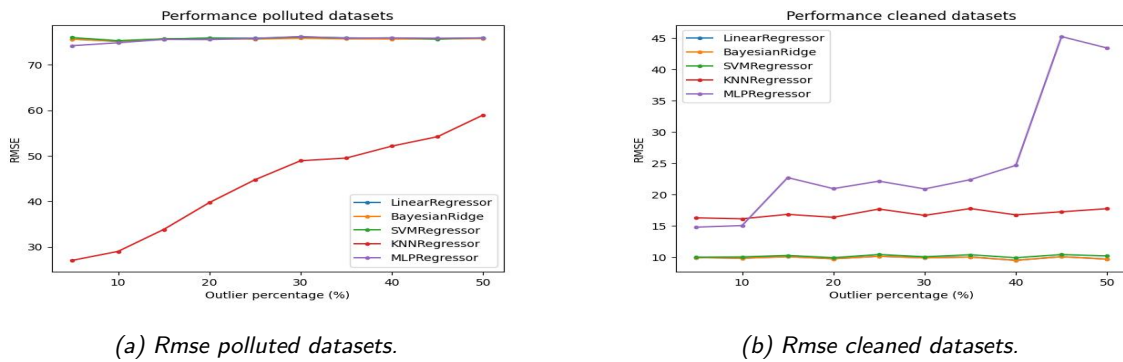 Performance polluted datasets
RMSE
70
60
50
40
30
10
20
30
40
50
Outlier percentage (%)
LinearRegressor
BayesianRidge
SVMRegressor
KNNRegressor
MLPRegressor
(a) Rmse polluted datasets.
Performance cleaned datasets
RMSE
45
40
35
30
25
20
15
10
10
20
30
40
50
Outlier percentage (%)
LinearRegressor
BayesianRidge
SVMRegressor
KNNRegressor
MLPRegressor
(b) Rmse cleaned datasets.